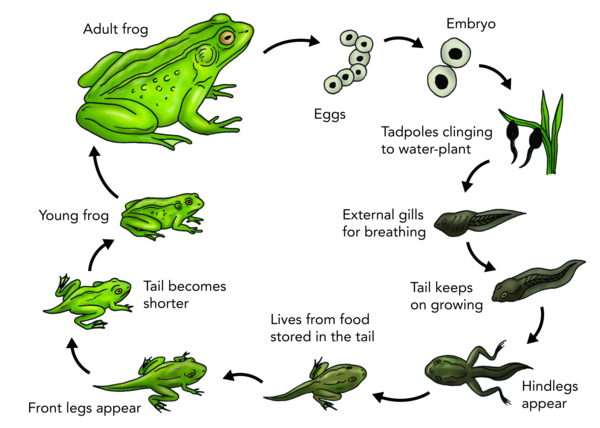 Adult frog
Eggs
Embryo
Tadpoles clinging
to water-plant
External gills
for breathing
Tail keeps
on growing
Hindlegs
appear
Lives from food
stored in the tail
Front legs appear
Tail becomes
shorter
Young frog